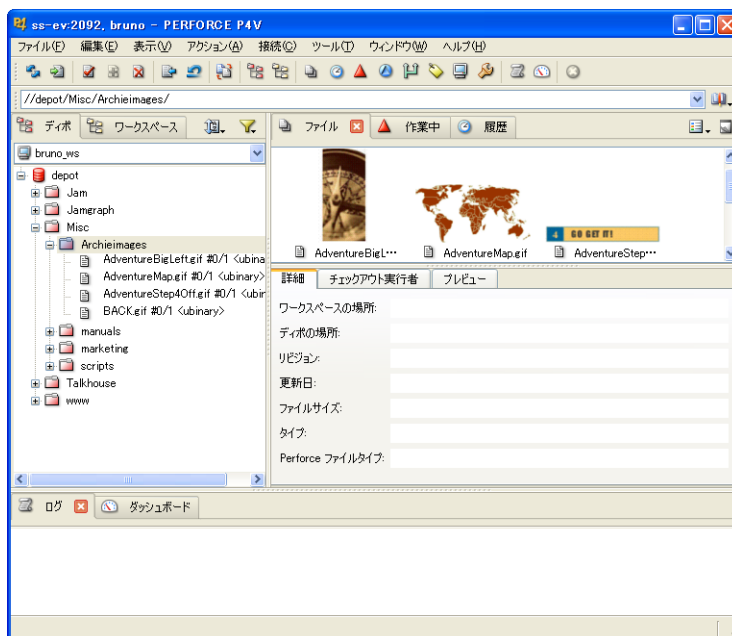 ss-ev:2092, bruno - PERFORCE P4V
ファイル(F) 編集(E) 表示(V) アクション(A) 接続(C) ツール(T) ウィンドウ(W) ヘルプ(H)
//depot/Misc/Archieimages/
ディポ ワークスペース
bruno_ws
depot
Jam
Jamgraph
Misc
Archieimages
AdventureBigLeft.gif #0/1 <ubina
AdventureMap.gif #0/1 <ubinary>
AdventureStep4Off.gif #0/1 <ubir
BACK.gif #0/1 <ubinary>
manuals
marketing
scripts
Talkhouse
www
ファイル 作業中 履歴
4 GO GET IT!
AdventureBigL… AdventureMap.gif AdventureStep…
詳細 チェックアウト実行者 プレビュー
ワークスペースの場所:
ディポの場所:
リビジョン:
更新日:
ファイルサイズ:
タイプ:
Perforce ファイルタイプ:
ログ ダッシュボード